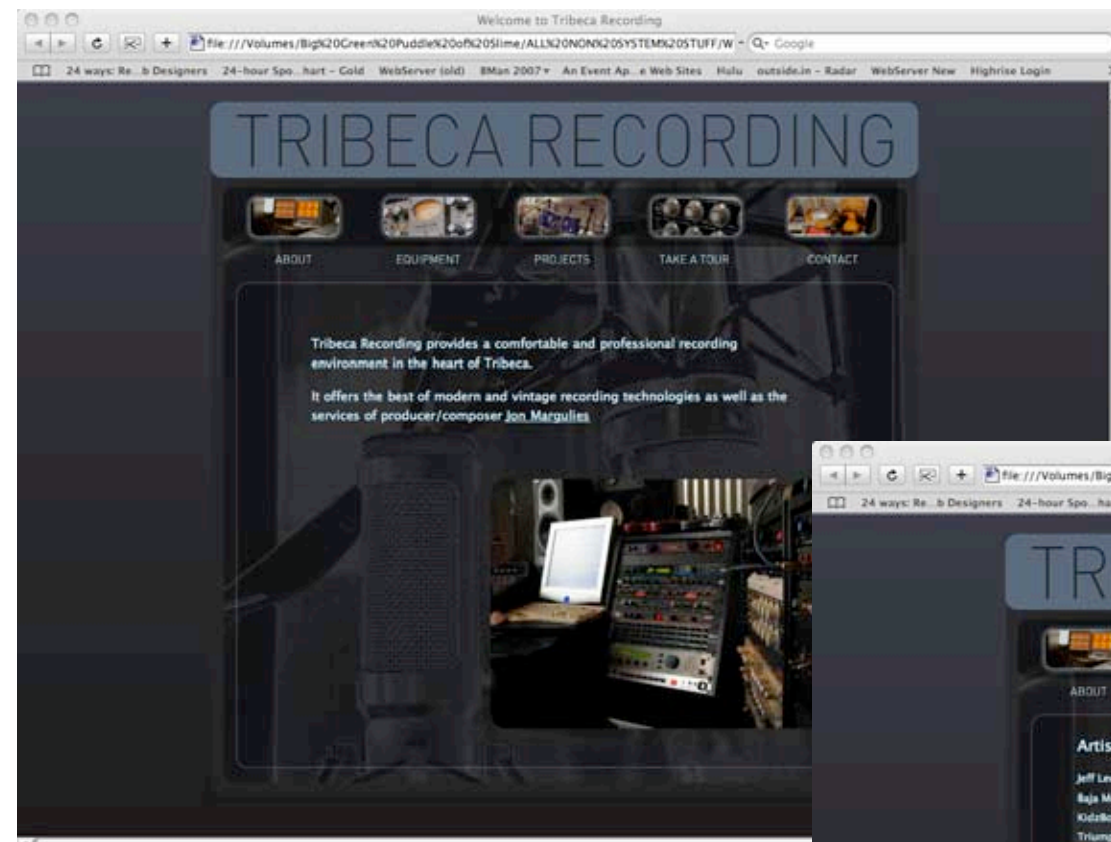 Welcome to Tribeca Recording
file:///Volumes/Big%20Green%20Puddle%20of%20Slime/ALL%20NON%20SYSTEM%20STUFF/W
Google
24 ways: Re...b Designers 24-hour Spo...hart - Gold WebServer (old) BMan 2007 An Event Ap...e Web Sites Hulu outside.in - Radar WebServer New Highrise Login
TRIBECA RECORDING
ABOUT EQUIPMENT PROJECTS TAKE A TOUR CONTACT
Tribeca Recording provides a comfortable and professional recording
environment in the heart of Tribeca.
It offers the best of modern and vintage recording technologies as well as the
services of producer/composer Jon Margulies
file:///Volumes/Big
24 ways: Re...b Designers 24-hour Spo...ha
TR
ABOUT
Artis
Jeff Le
Baja M
KidzBo
Trium